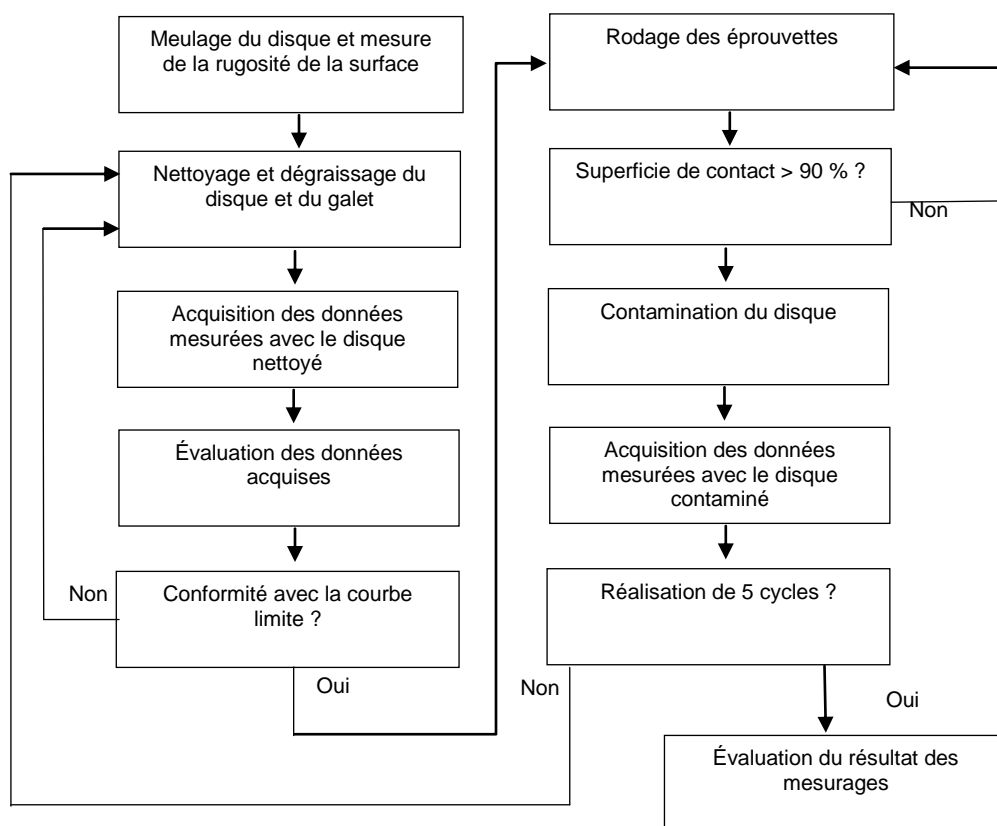 Meulage du disque et mesure
de la rugosité de la surface
Nettoyage et dégraissage du
disque et du galet
Acquisition des données
mesurées avec le disque
nettoyé
Évaluation des données
acquises
Conformité avec la courbe
limite ?
Non
Oui
Rodage des éprouvettes
Superficie de contact > 90 % ?
Non
Contamination du disque
Acquisition des données
mesurées avec le disque
contaminé
Réalisation de 5 cycles ?
Non
Oui
Évaluation du résultat des
mesurages